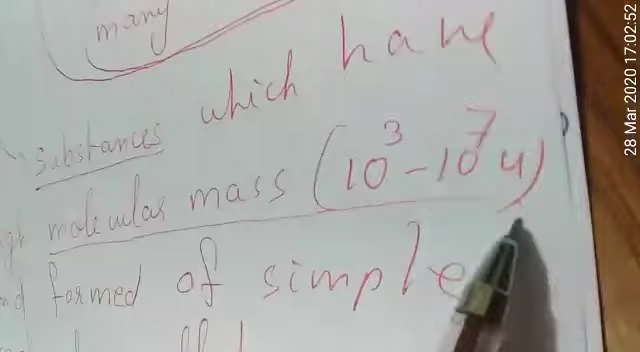 many
which have
substances
molecular mass (10³-10⁷u)
formed of simple
28 Mar 2020 17:02:52